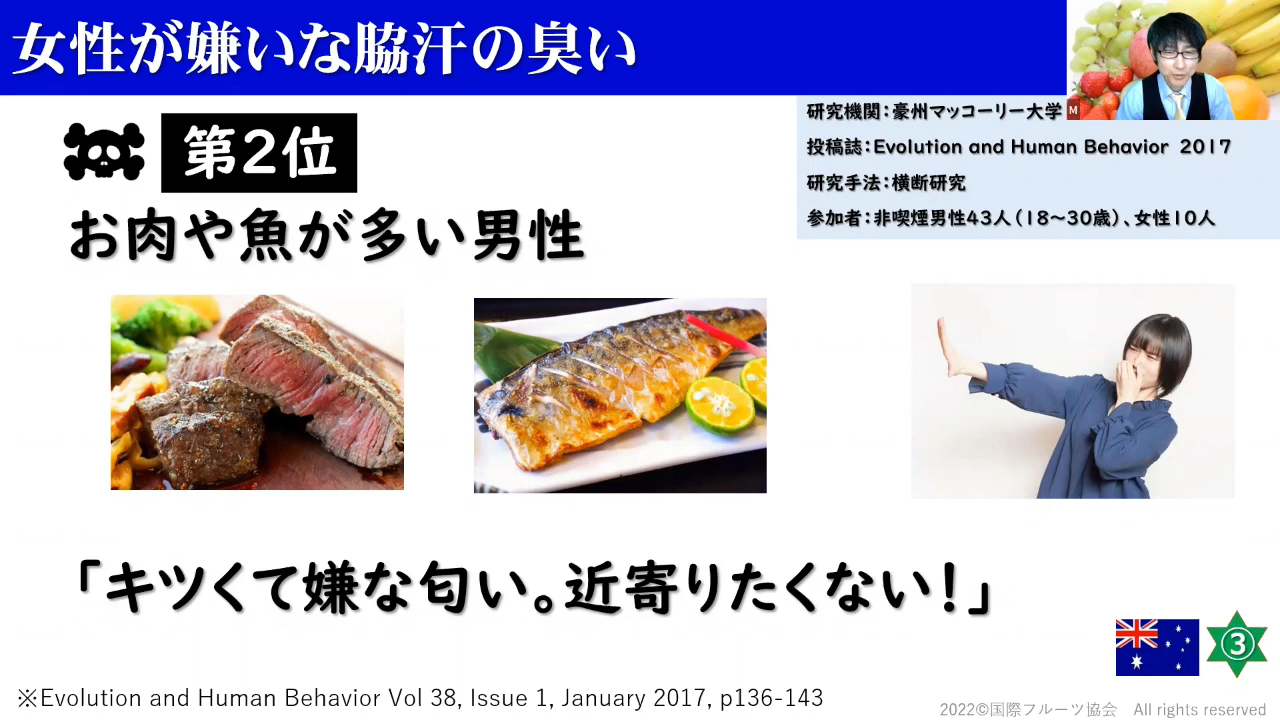 女性が嫌いな脇汗の臭い
M
研究機関：豪州マッコーリー大学
投稿誌：Evolution and Human Behavior 2017
研究手法：横断研究
参加者：非喫煙男性43人（18～30歳）、女性10人
第2位
お肉や魚が多い男性
「キツくて嫌な匂い。近寄りたくない！」
3
※Evolution and Human Behavior Vol 38, Issue 1, January 2017, p136-143
2022©国際フルーツ協会 All rights reserved